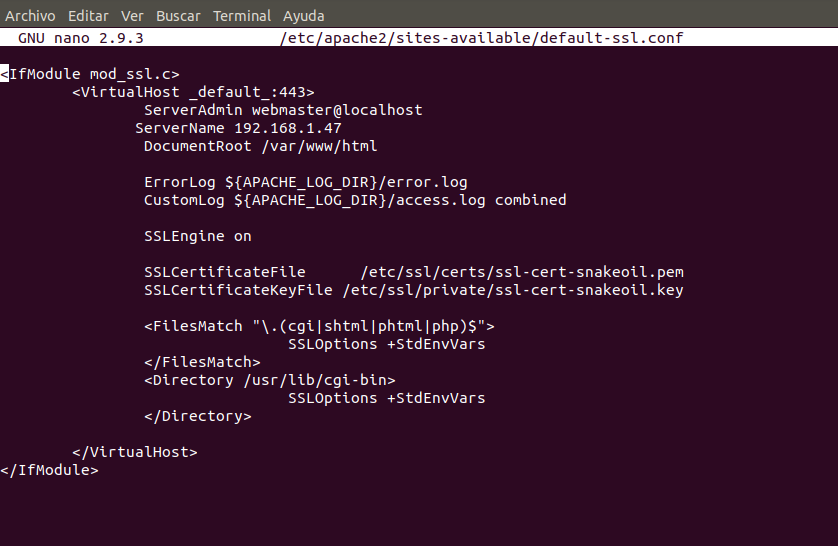 Archivo Editar Ver Buscar Terminal Ayuda
GNU nano 2.9.3 /etc/apache2/sites-available/default-ssl.conf
<IfModule mod_ssl.c>
<VirtualHost _default_:443>
ServerAdmin webmaster@localhost
ServerName 192.168.1.47
DocumentRoot /var/www/html
ErrorLog ${APACHE_LOG_DIR}/error.log
CustomLog ${APACHE_LOG_DIR}/access.log combined
SSLEngine on
SSLCertificateFile /etc/ssl/certs/ssl-cert-snakeoil.pem
SSLCertificateKeyFile /etc/ssl/private/ssl-cert-snakeoil.key
<FilesMatch "\.(cgi|shtml|phtml|php)$">
SSLOptions +StdEnvVars
</FilesMatch>
<Directory /usr/lib/cgi-bin>
SSLOptions +StdEnvVars
</Directory>
</VirtualHost>
</IfModule>